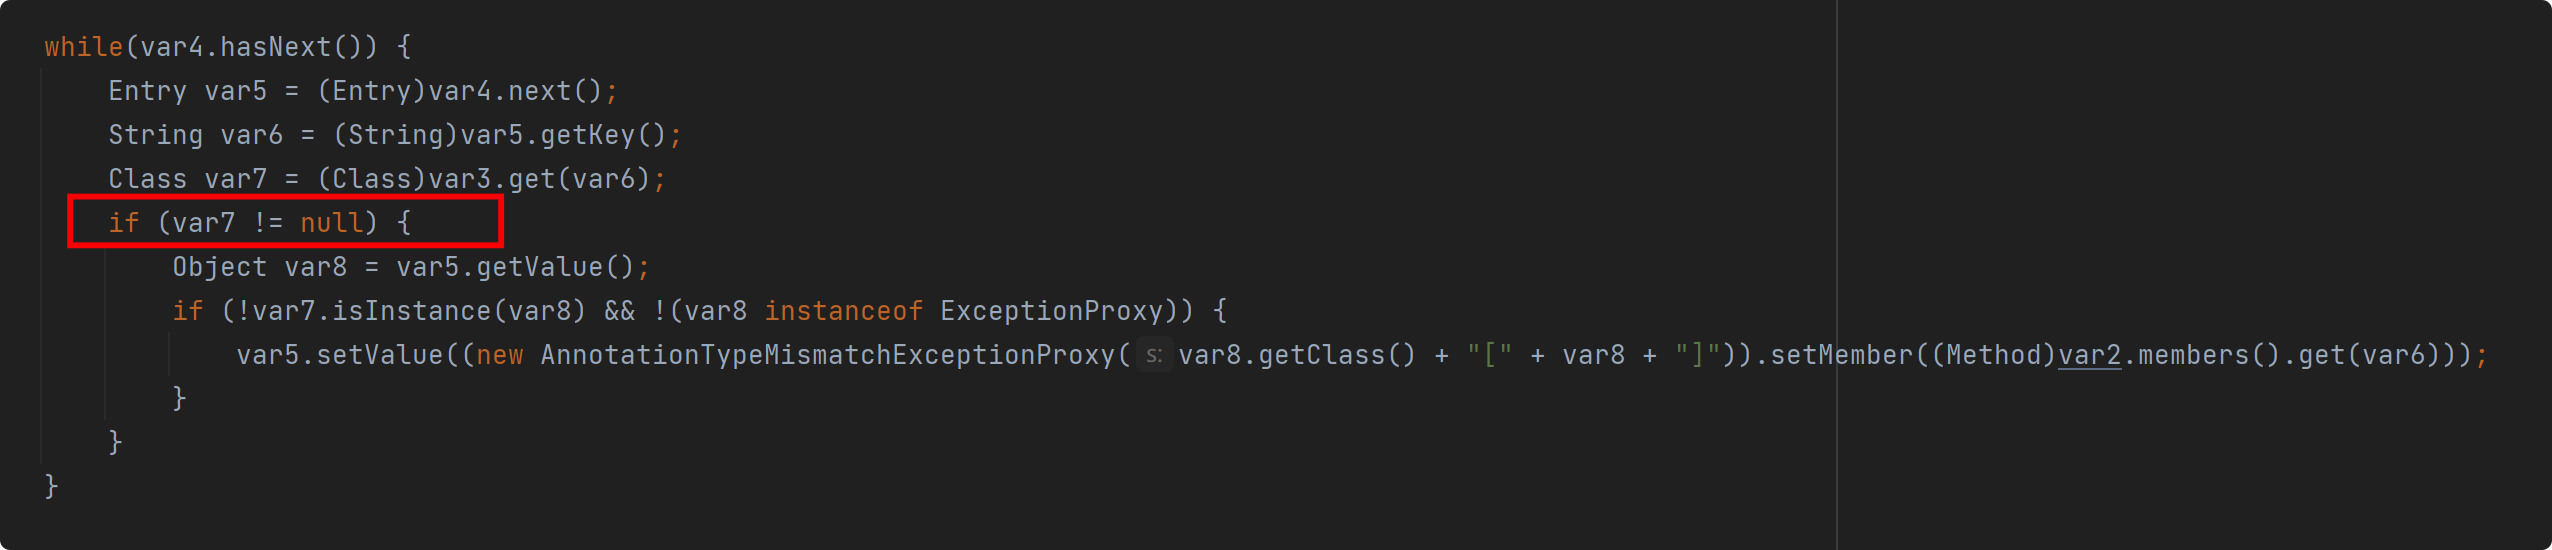 while(var4.hasNext()) {
    Entry var5 = (Entry)var4.next();
    String var6 = (String)var5.getKey();
    Class var7 = (Class)var3.get(var6);
    if (var7 != null) {
        Object var8 = var5.getValue();
        if (!var7.isInstance(var8) && !(var8 instanceof ExceptionProxy)) {
            var5.setValue((new AnnotationTypeMismatchExceptionProxy( s: var8.getClass() + "[" + var8 + "]")).setMember((Method)var2.members().get(var6)));
        }
    }
}